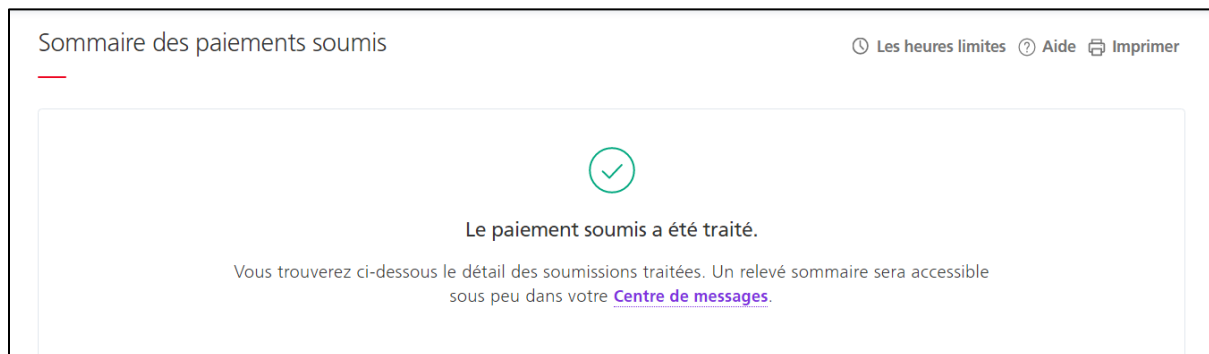 Sommaire des paiements soumis
Les heures limites Aide Imprimer
Le paiement soumis a été traité.
Vous trouverez ci-dessous le détail des soumissions traitées. Un relevé sommaire sera accessible
sous peu dans votre Centre de messages.